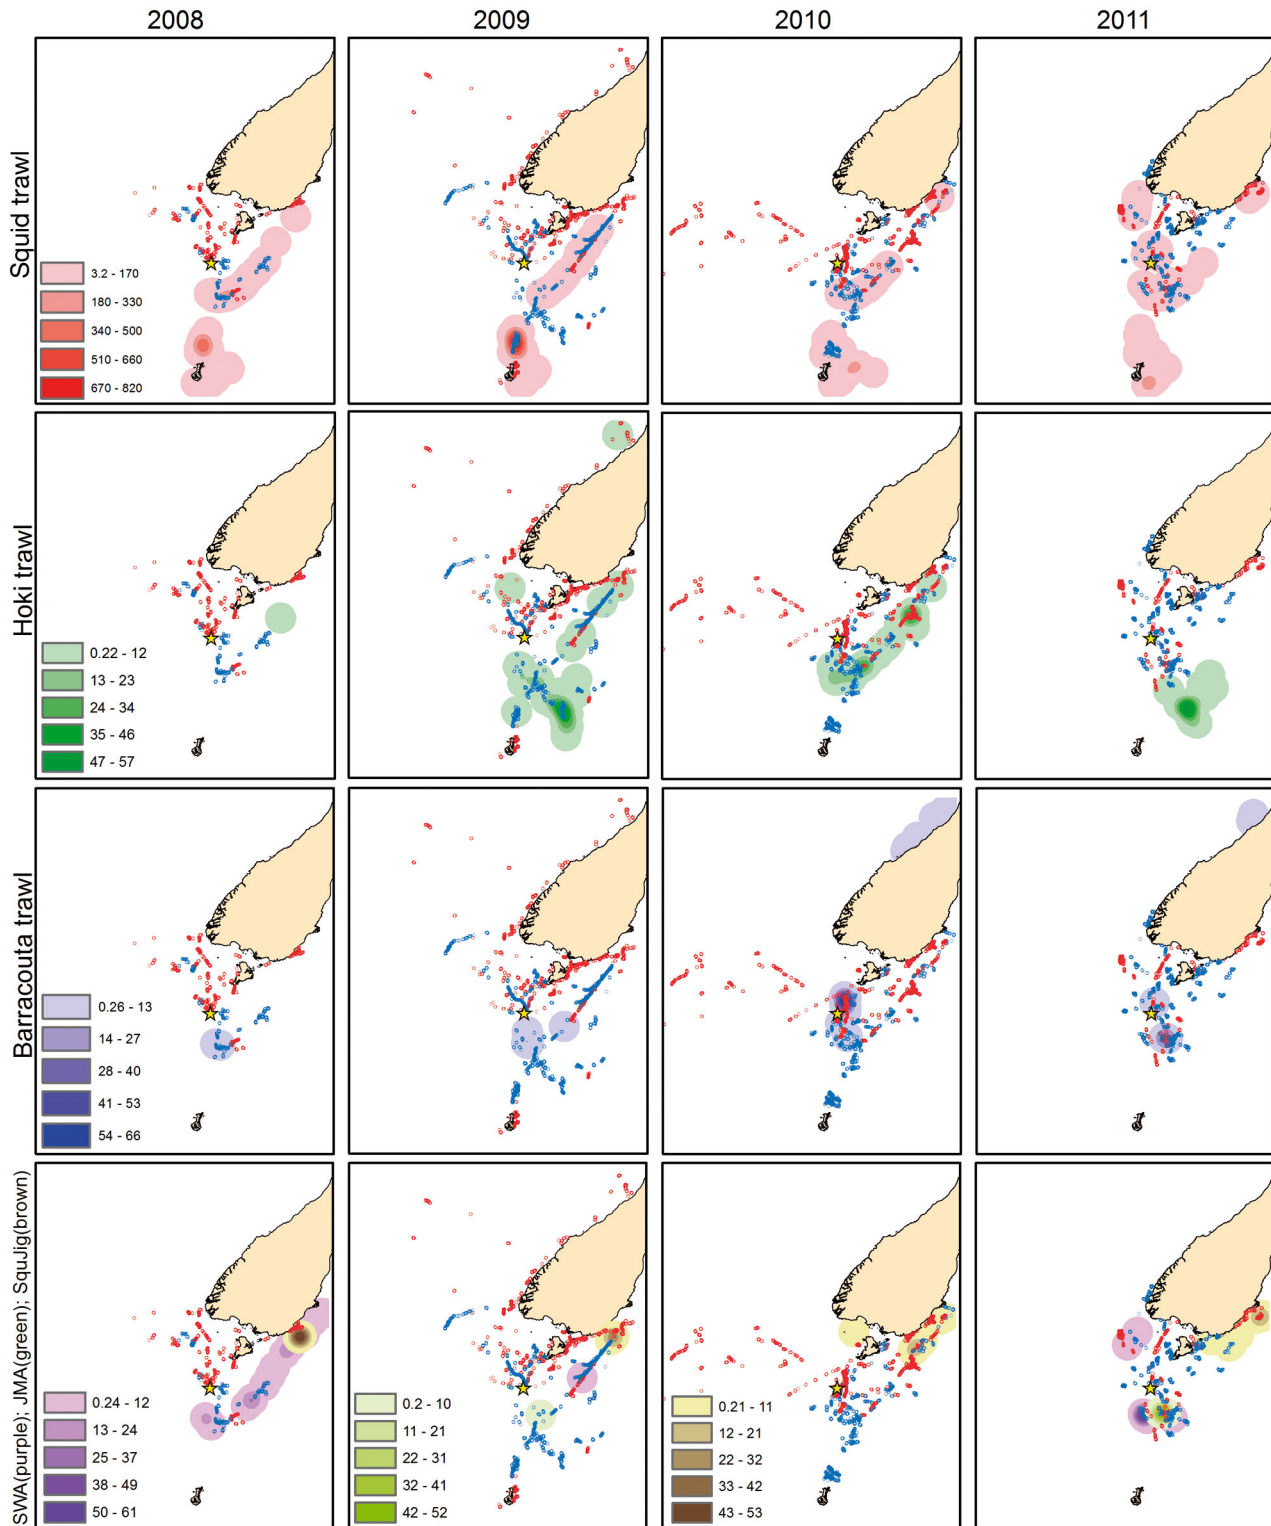 2008 2009 2010 2011
Squid trawl
3.2 - 170
180 - 330
340 - 500
510 - 660
670 - 820
Hoki trawl
0.22 - 12
13 - 23
24 - 34
35 - 46
47 - 57
Barracouta trawl
0.26 - 13
14 - 27
28 - 40
41 - 53
54 - 66
SWA(purple); JMA(green); SquJig(brown)
0.24 - 12
13 - 24
25 - 37
38 - 49
50 - 61
0.2 - 10
11 - 21
22 - 31
32 - 41
42 - 52
0.21 - 11
12 - 21
22 - 32
33 - 42
43 - 53